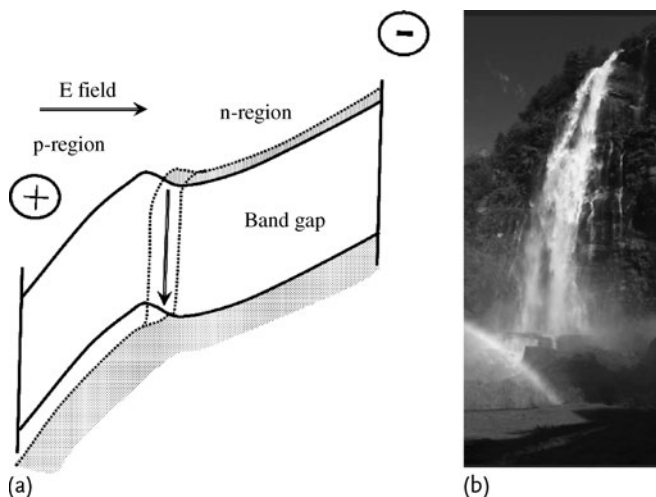 -
E field
n-region
p-region
+
Band gap
(a)
(b)